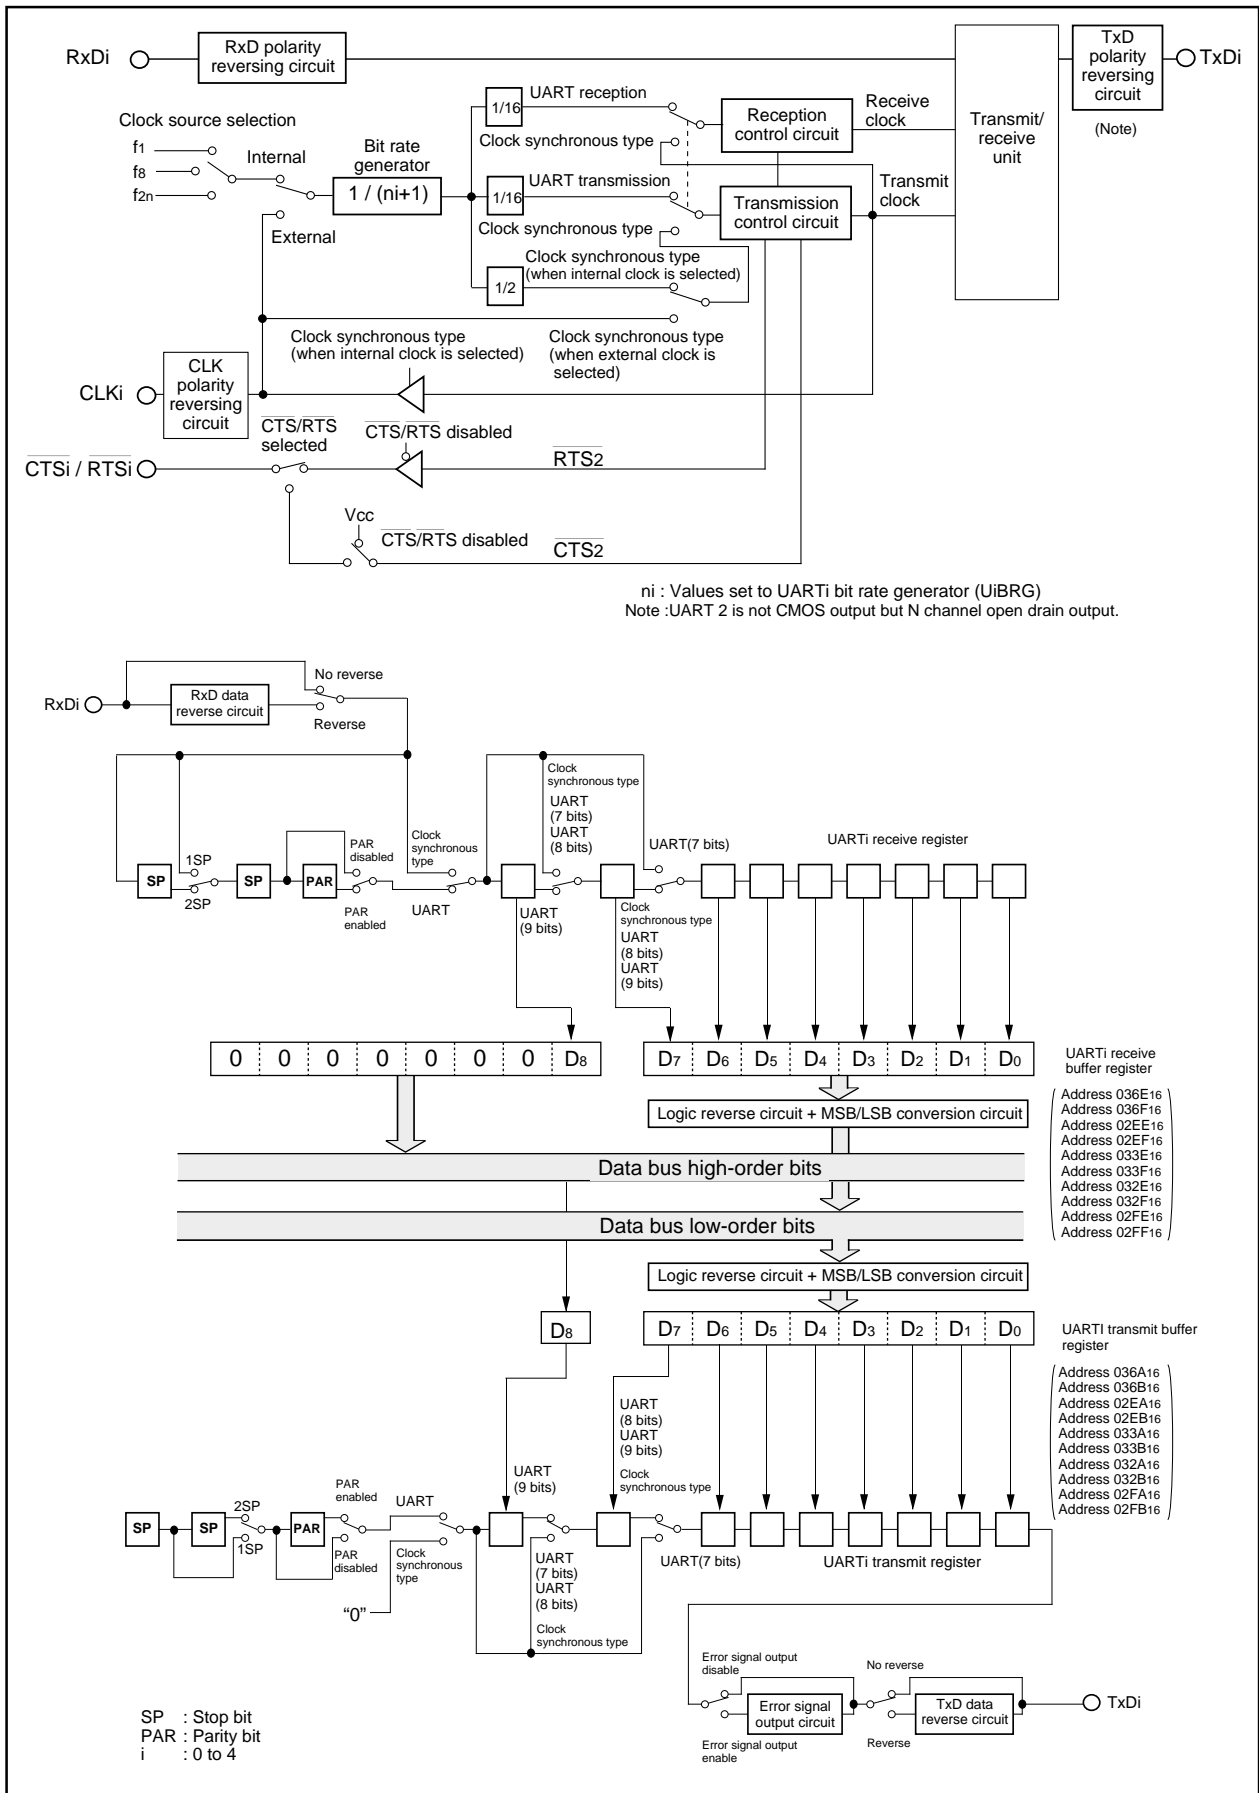 RxDi
RxD polarity
reversing circuit
TxD
polarity
reversing
circuit
TxDi
(Note)
Clock source selection
f1
f8
f2n
Internal
External
Bit rate
generator
1 / (ni+1)
1/16
UART reception
Clock synchronous type
Reception
control circuit
Receive
clock
Transmit/
receive
unit
1/16
UART transmission
Clock synchronous type
Transmission
control circuit
Transmit
clock
Clock synchronous type
(when internal clock is selected)
1/2
Clock synchronous type
(when internal clock is selected)
Clock synchronous type
(when external clock is
selected)
CLKi
CLK
polarity
reversing
circuit
CTS/RTS
selected
CTS/RTS disabled
CTSi / RTSi
RTS2
Vcc
CTS/RTS disabled
CTS2
ni : Values set to UARTi bit rate generator (UiBRG)
Note :UART 2 is not CMOS output but N channel open drain output.
RxDi
RxD data
reverse circuit
No reverse
Reverse
SP
1SP
2SP
SP
PAR
PAR
disabled
PAR
enabled
Clock
synchronous
type
UART
Clock
synchronous type
UART
(7 bits)
UART
(8 bits)
UART(7 bits)
UARTi receive register
UART
(9 bits)
Clock
synchronous type
UART
(8 bits)
UART
(9 bits)
0 0 0 0 0 0 0 D8
D7 D6 D5 D4 D3 D2 D1 D0
UARTi receive
buffer register
Logic reverse circuit + MSB/LSB conversion circuit
Address 036E16
Address 036F16
Address 02EE16
Address 02EF16
Address 033E16
Address 033F16
Address 032E16
Address 032F16
Address 02FE16
Address 02FF16
Data bus high-order bits
Data bus low-order bits
Logic reverse circuit + MSB/LSB conversion circuit
D8
D7 D6 D5 D4 D3 D2 D1 D0
UARTI transmit buffer
register
Address 036A16
Address 036B16
Address 02EA16
Address 02EB16
Address 033A16
Address 033B16
Address 032A16
Address 032B16
Address 02FA16
Address 02FB16
UART
(8 bits)
UART
(9 bits)
Clock
synchronous type
UART
(9 bits)
SP
SP
2SP
1SP
PAR
PAR
enabled
PAR
disabled
UART
Clock
synchronous
type
“0”
UART
(7 bits)
UART
(8 bits)
Clock
synchronous type
UART(7 bits)
UARTi transmit register
Error signal output
disable
Error signal
output circuit
Error signal output
enable
No reverse
TxD data
reverse circuit
Reverse
TxDi
SP : Stop bit
PAR : Parity bit
i : 0 to 4